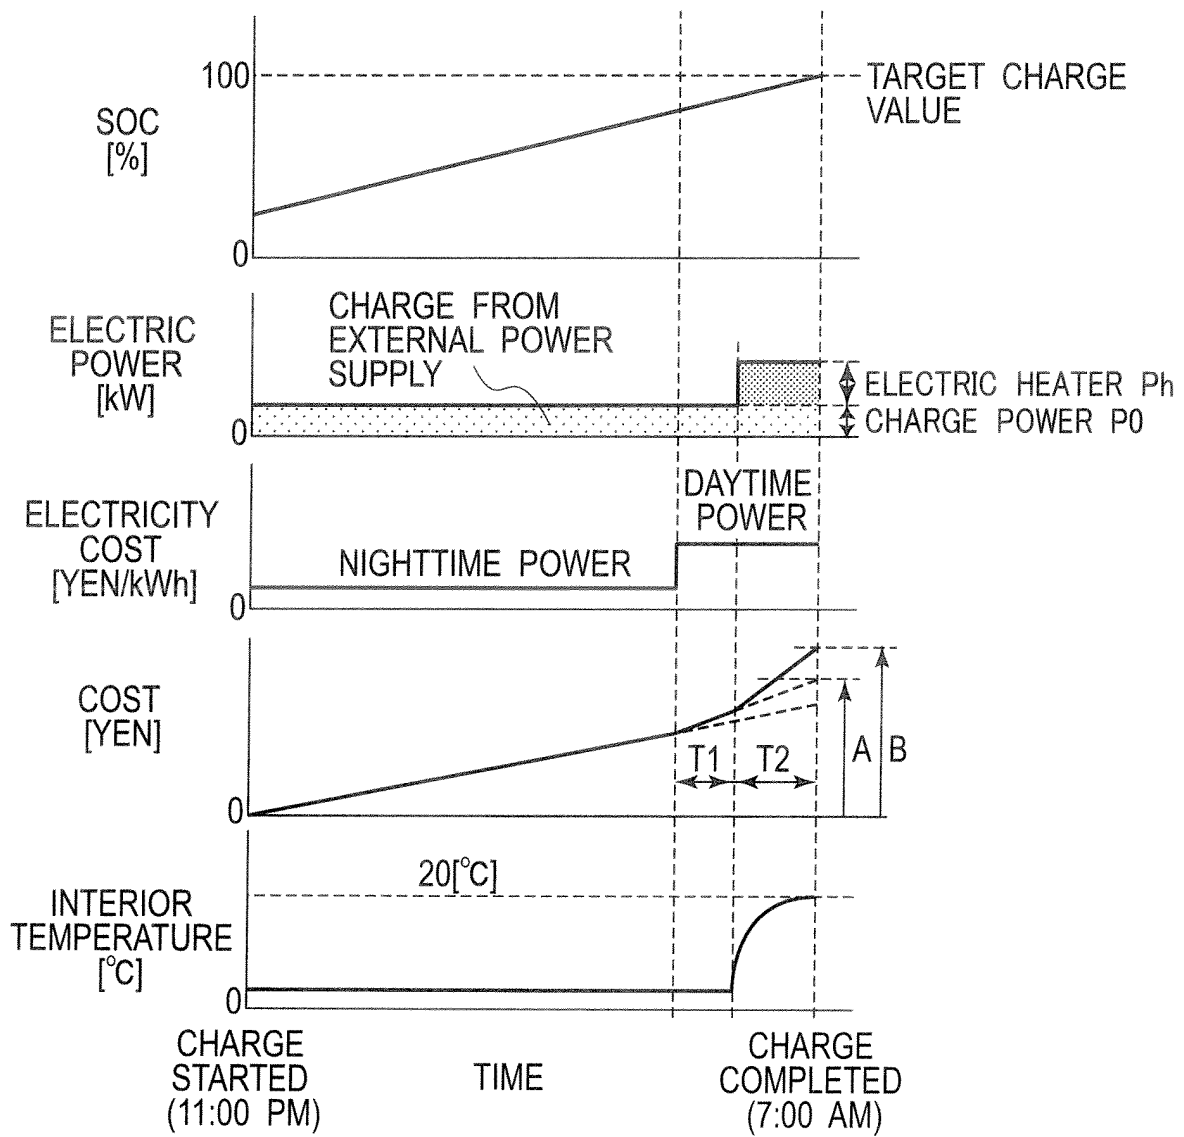 100
TARGET CHARGE
VALUE
SOC
[%]
0
ELECTRIC
POWER
[kW]
CHARGE FROM
EXTERNAL POWER
SUPPLY
ELECTRIC HEATER Ph
CHARGE POWER P0
0
ELECTRICITY
COST
[YEN/kWh]
NIGHTTIME POWER
DAYTIME
POWER
0
COST
[YEN]
T1
T2
A
B
0
INTERIOR
TEMPERATURE
[°C]
20[°C]
0
CHARGE
STARTED
(11:00 PM)
TIME
CHARGE
COMPLETED
(7:00 AM)